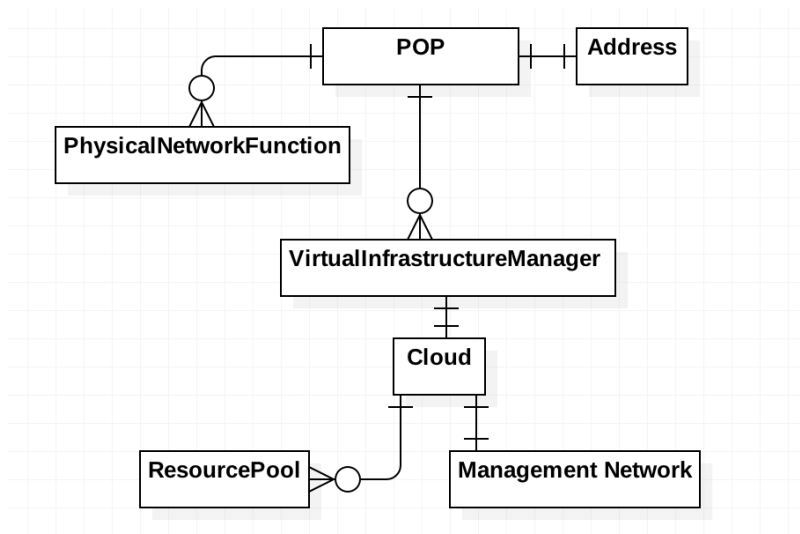 POP
Address
PhysicalNetworkFunction
VirtualInfrastructureManager
Cloud
ResourcePool
Management Network